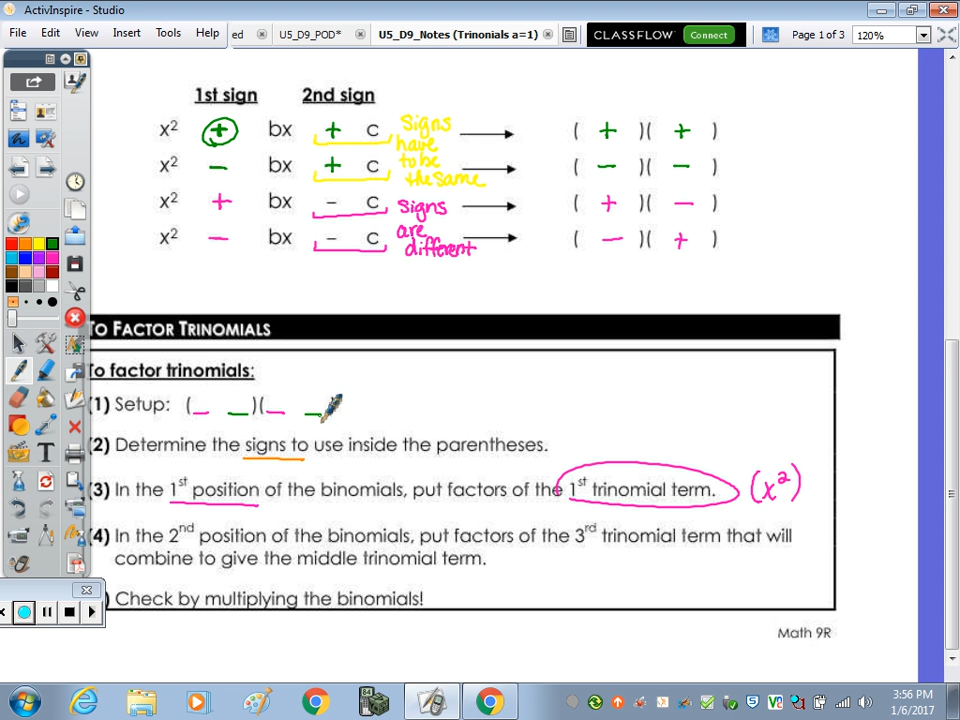 ActivInspire - Studio
File Edit View Insert Tools Help ed U5_D9_POD* U5_D9_Notes (Trinonials a=1) CLASSFLOW Connect Page 1 of 3 120%
1st sign 2nd sign
x² + bx + c Signs ( + )( + )
have
x² - bx + c to be ( - )( - )
the same
x² + bx - c Signs ( + )( - )
are
x² - bx - c different ( - )( + )
TO FACTOR TRINOMIALS
To factor trinomials:
(1) Setup: (_ _)(_ _
(2) Determine the signs to use inside the parentheses.
(3) In the 1st position of the binomials, put factors of the 1st trinomial term. (x²)
(4) In the 2nd position of the binomials, put factors of the 3rd trinomial term that will
combine to give the middle trinomial term.
) Check by multiplying the binomials!
Math 9R
3:56 PM
1/6/2017